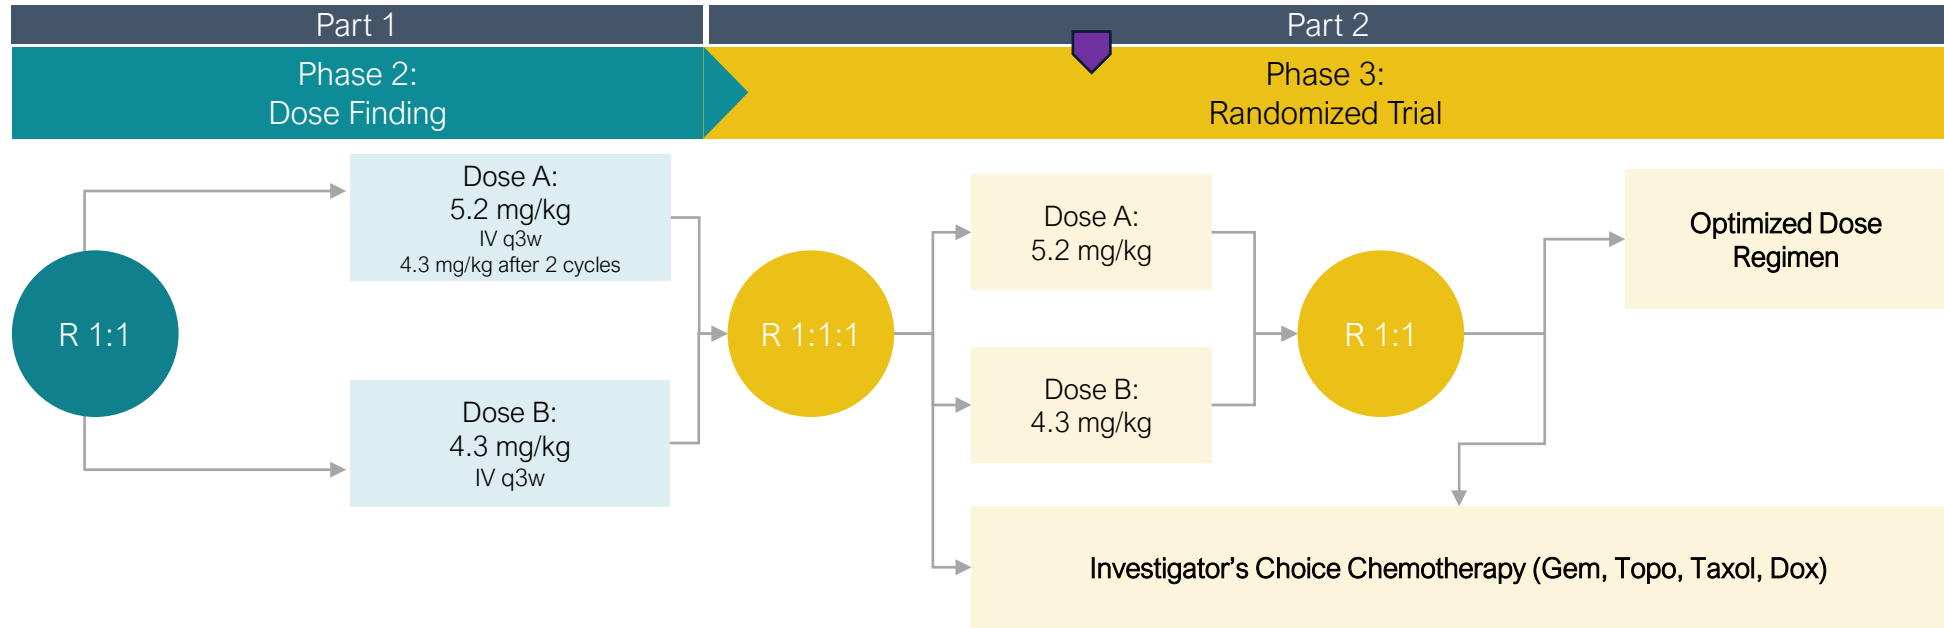 Part 1
Part 2
Phase 2:
Dose Finding
Phase 3:
Randomized Trial
R 1:1
Dose A:
5.2 mg/kg
IV q3w
4.3 mg/kg after 2 cycles
Dose B:
4.3 mg/kg
IV q3w
R 1:1:1
Dose A:
5.2 mg/kg
Dose B:
4.3 mg/kg
R 1:1
Optimized Dose
Regimen
Investigator’s Choice Chemotherapy (Gem, Topo, Taxol, Dox)